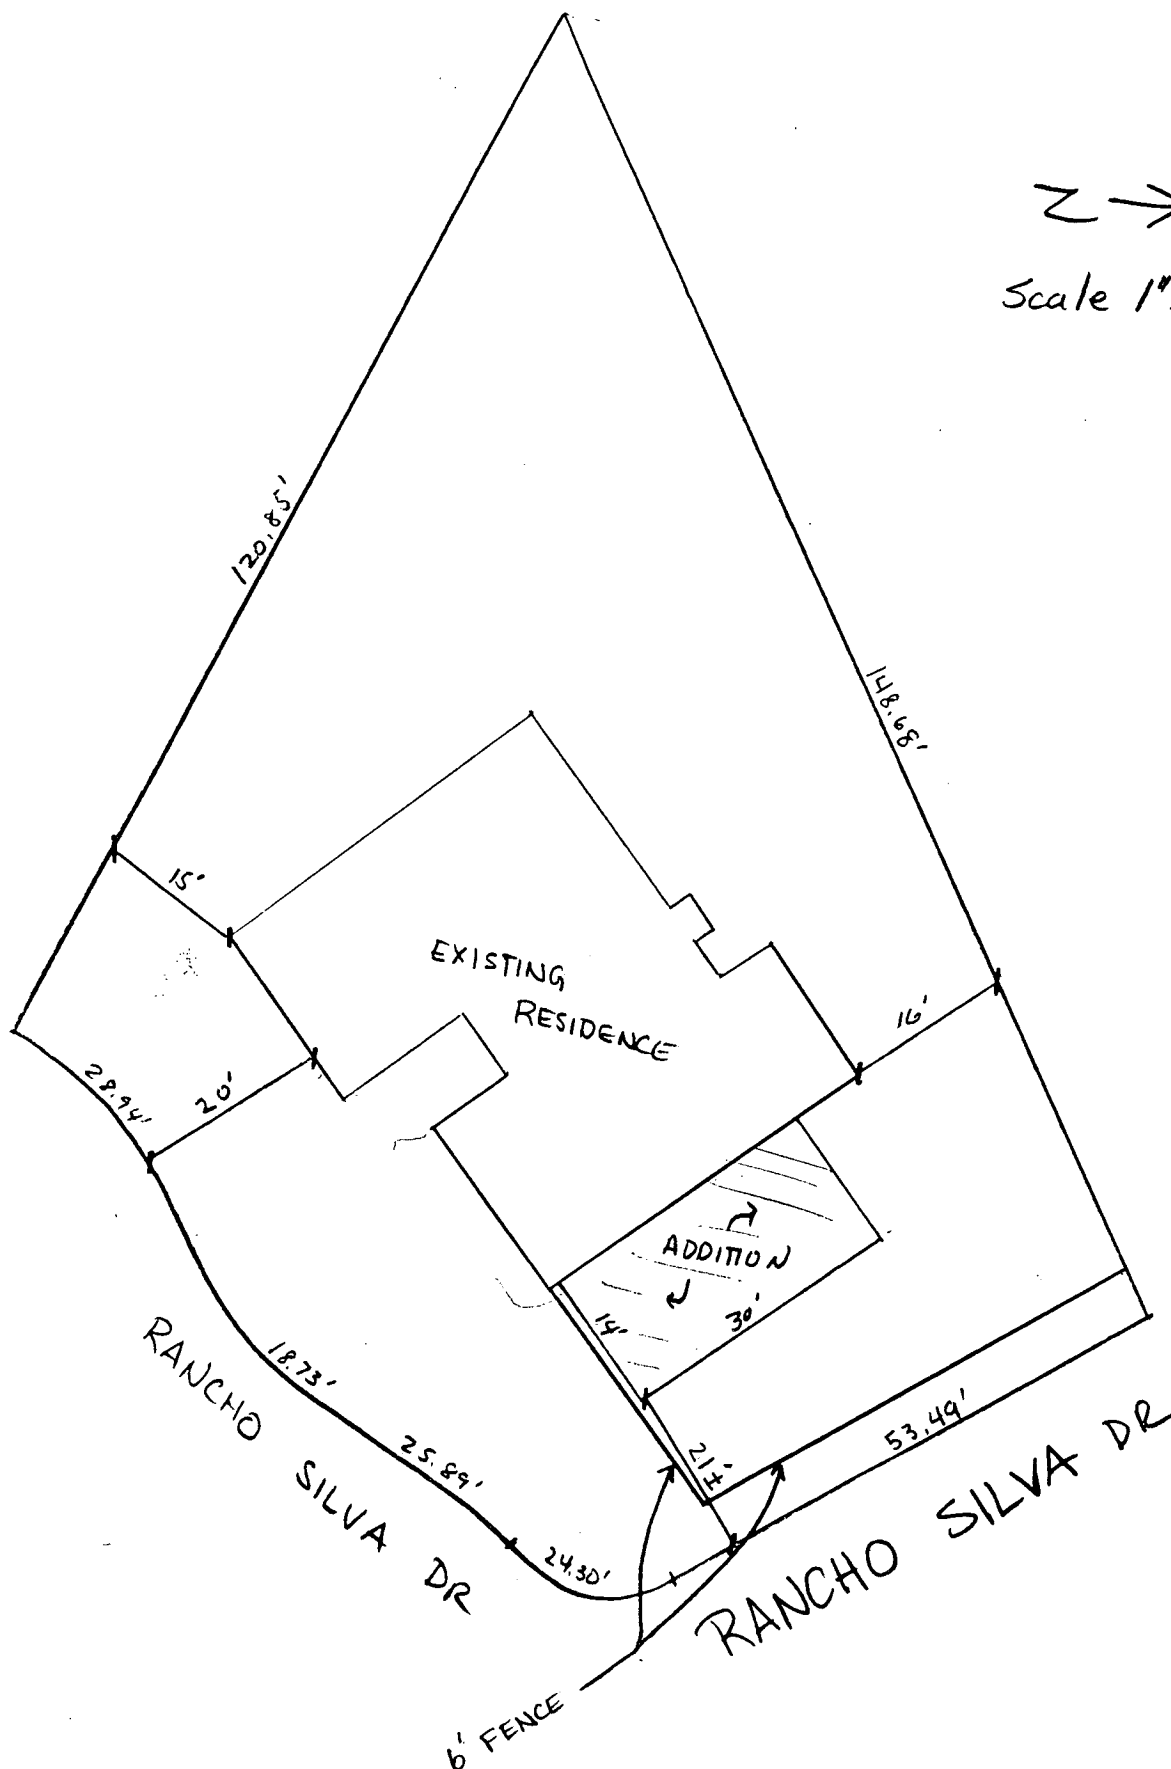 N →
Scale 1"
120.85'
148.68'
15'
EXISTING
RESIDENCE
16'
28.94'
20'
ADDITION
14'
30'
18.73'
RANCHO SILVA DR
25.89'
21±'
53.49'
24.30'
RANCHO SILVA DR
6' FENCE